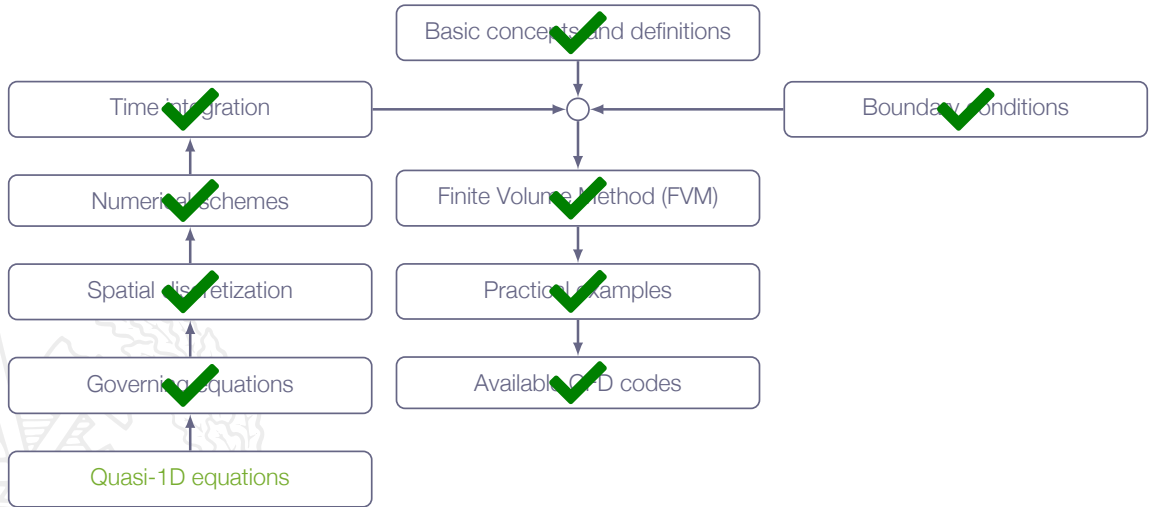 Basic concepts and definitions
Time integration
Boundary conditions
Numerical schemes
Finite Volume Method (FVM)
Spatial discretization
Practical examples
Governing equations
Available CFD codes
Quasi-1D equations